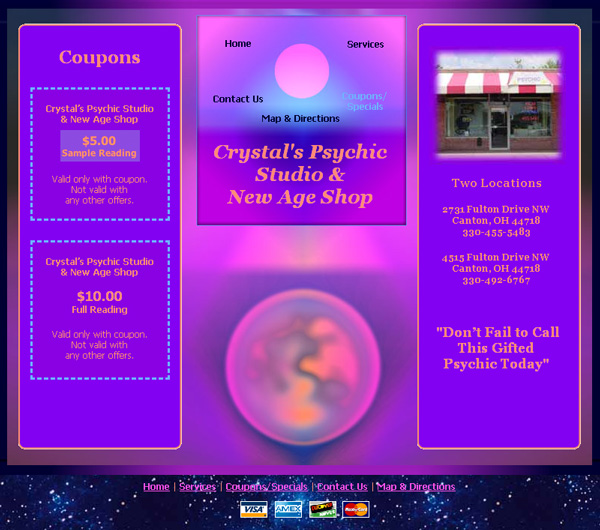 Coupons
Crystal's Psychic Studio
& New Age Shop
$5.00
Sample Reading
Valid only with coupon.
Not valid with
any other offers.
Crystal's Psychic Studio
& New Age Shop
$10.00
Full Reading
Valid only with coupon.
Not valid with
any other offers.
Home
Services
Contact Us
Coupons/
Specials
Map & Directions
Crystal's Psychic
Studio &
New Age Shop
PSYCHIC
Two Locations
2731 Fulton Drive NW
Canton, OH 44718
330-455-5483
4515 Fulton Drive NW
Canton, OH 44718
330-492-6767
"Don't Fail to Call
This Gifted
Psychic Today"
Home | Services | Coupons/Specials | Contact Us | Map & Directions
VISA AMEX MasterCard